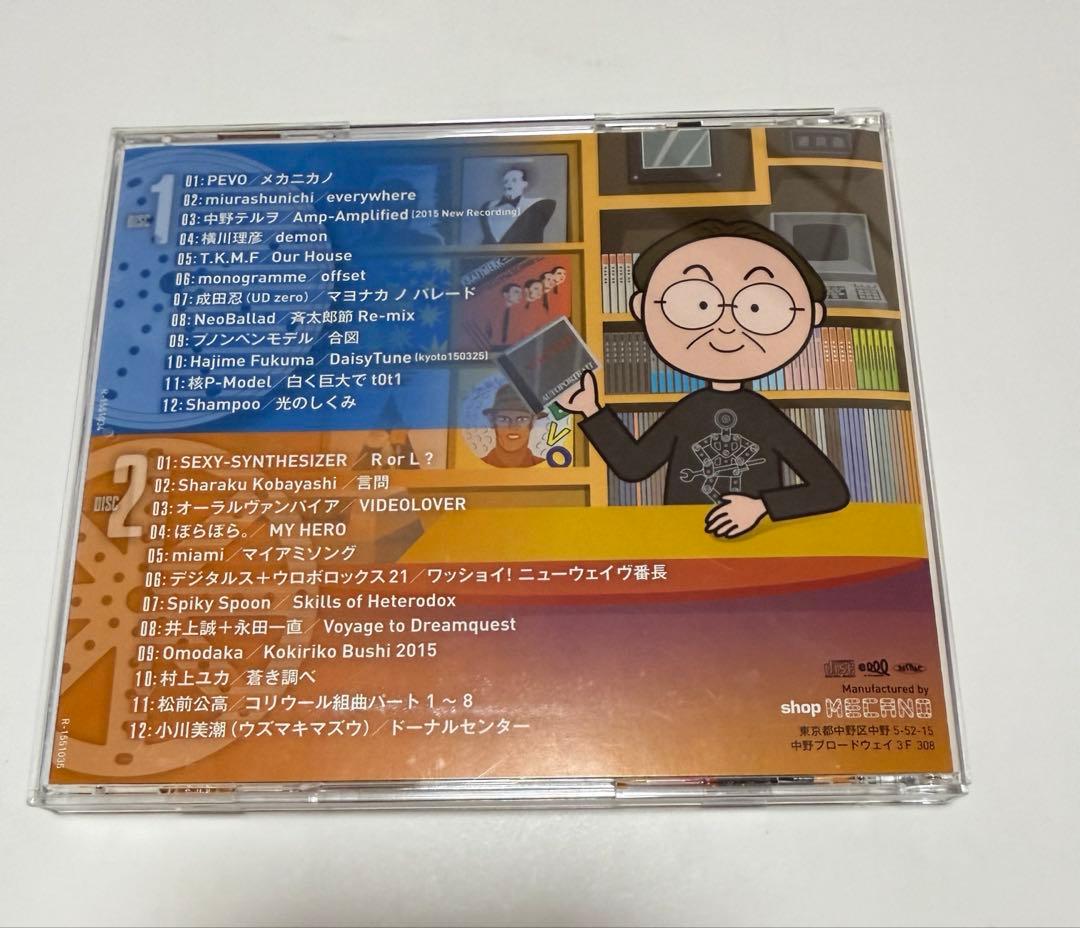 DISC 1
01: PEVO／メカニカノ
02: miurashunichi／everywhere
03: 中野テルヲ／Amp-Amplified [2015 New Recording]
04: 横川理彦／demon
05: T.K.M.F／Our House
06: monogramme／offset
07: 成田忍 (UD zero)／マヨナカ ノ パレード
08: NeoBallad／斉太郎節 Re-mix
09: プノンペンモデル／合図
10: Hajime Fukuma／DaisyTune [kyoto150325]
11: 核P-Model／白く巨大で t0t1
12: Shampoo／光のしくみ
DISC 2
01: SEXY-SYNTHESIZER／R or L ?
02: Sharaku Kobayashi／言問
03: オーラルヴァンパイア／VIDEOLOVER
04: ぽらぽら。／MY HERO
05: miami／マイアミソング
06: デジタルス＋ウロボロックス21／ワッショイ! ニューウェイヴ番長
07: Spiky Spoon／Skills of Heterodox
08: 井上誠＋永田一直／Voyage to Dreamquest
09: Omodaka／Kokiriko Bushi 2015
10: 村上ユカ／蒼き調べ
11: 松前公高／コリウール組曲パート 1 ～ 8
12: 小川美潮 (ウズマキマズウ)／ドーナルセンター
R-1551035
KRAFTWERK
AUTOPORTRAIT
VO
Manufactured by
shop MECANO
東京都中野区中野 5-52-15
中野ブロードウェイ 3F 308